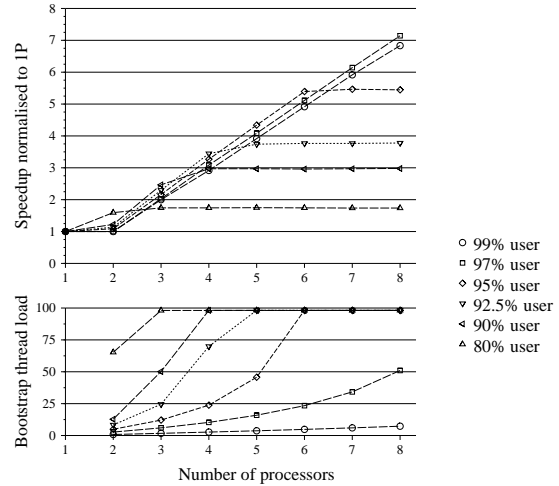 8
7
6
5
4
3
2
1
0
Speedup normalised to 1P
1 2 3 4 5 6 7 8
99% user
97% user
95% user
92.5% user
90% user
80% user
100
75
50
25
0
Bootstrap thread load
1 2 3 4 5 6 7 8
Number of processors